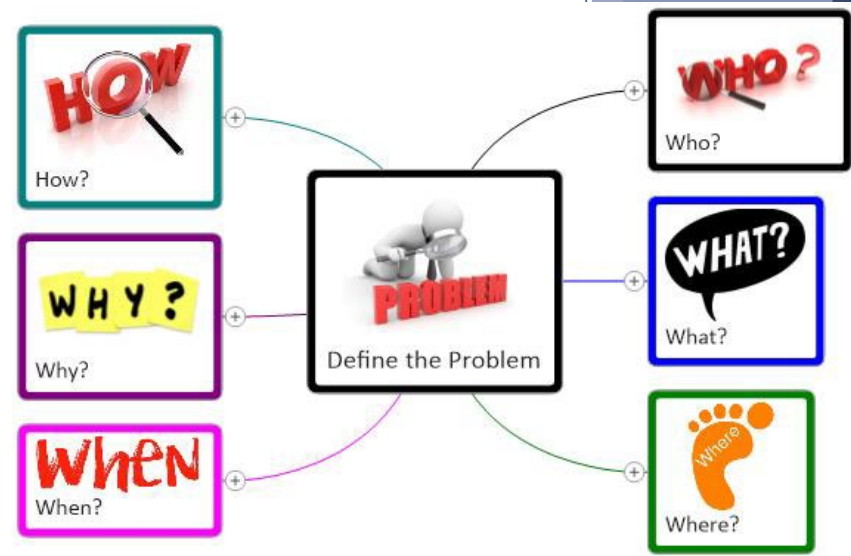 HOW
How?
WHO?
Who?
PROBLEM
Define the Problem
WHY?
Why?
WHAT?
What?
WheN
When?
Where
Where?